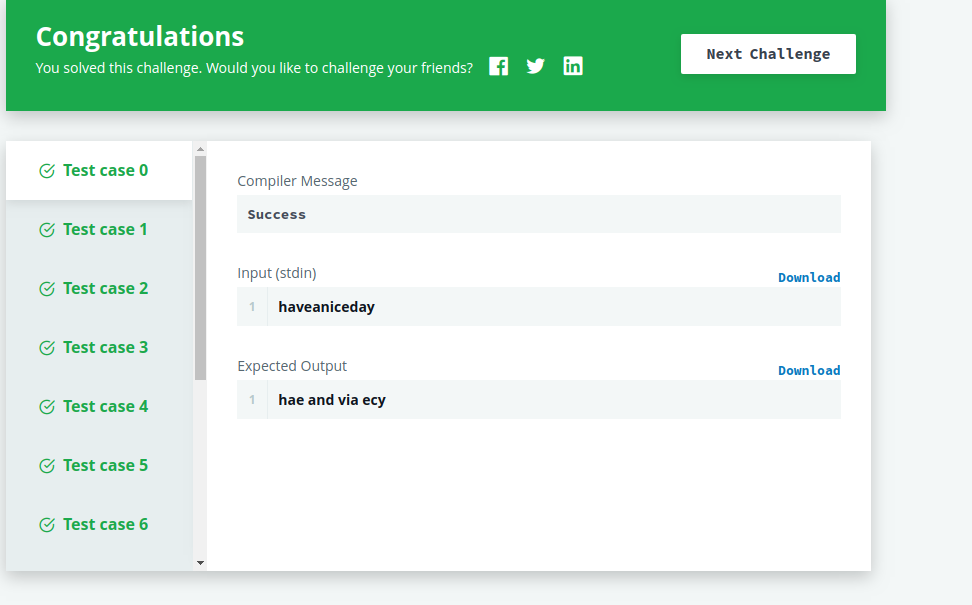 Congratulations
You solved this challenge. Would you like to challenge your friends?
Next Challenge
Test case 0
Test case 1
Test case 2
Test case 3
Test case 4
Test case 5
Test case 6
Compiler Message
Success
Input (stdin)
Download
1 haveaniceday
Expected Output
Download
1 hae and via ecy